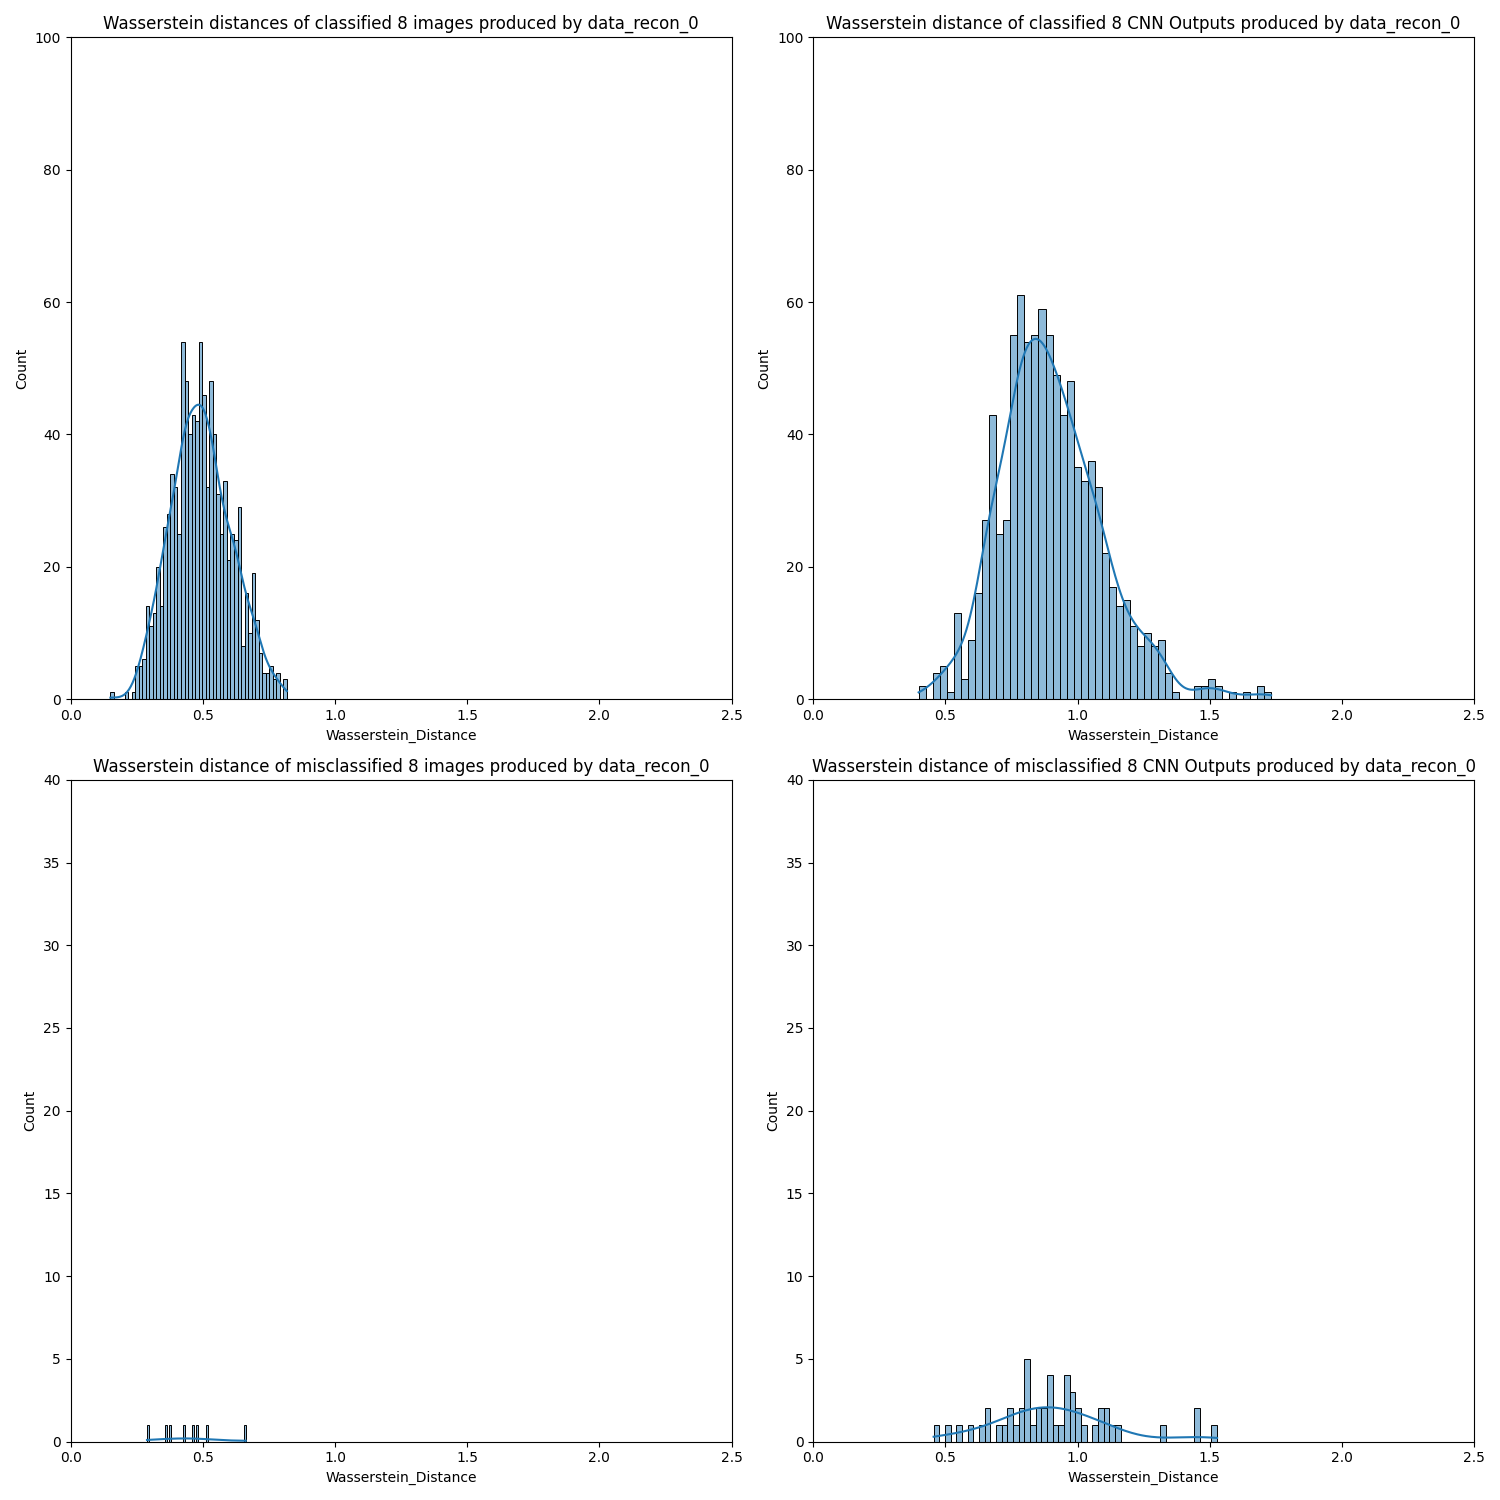 Wasserstein distances of classified 8 images produced by data_recon_0
100
80
60
40
20
0
Count
0.0 0.5 1.0 1.5 2.0 2.5
Wasserstein_Distance
Wasserstein distance of classified 8 CNN Outputs produced by data_recon_0
100
80
60
40
20
0
Count
0.0 0.5 1.0 1.5 2.0 2.5
Wasserstein_Distance
Wasserstein distance of misclassified 8 images produced by data_recon_0
40
35
30
25
20
15
10
5
0
Count
0.0 0.5 1.0 1.5 2.0 2.5
Wasserstein_Distance
Wasserstein distance of misclassified 8 CNN Outputs produced by data_recon_0
40
35
30
25
20
15
10
5
0
Count
0.0 0.5 1.0 1.5 2.0 2.5
Wasserstein_Distance